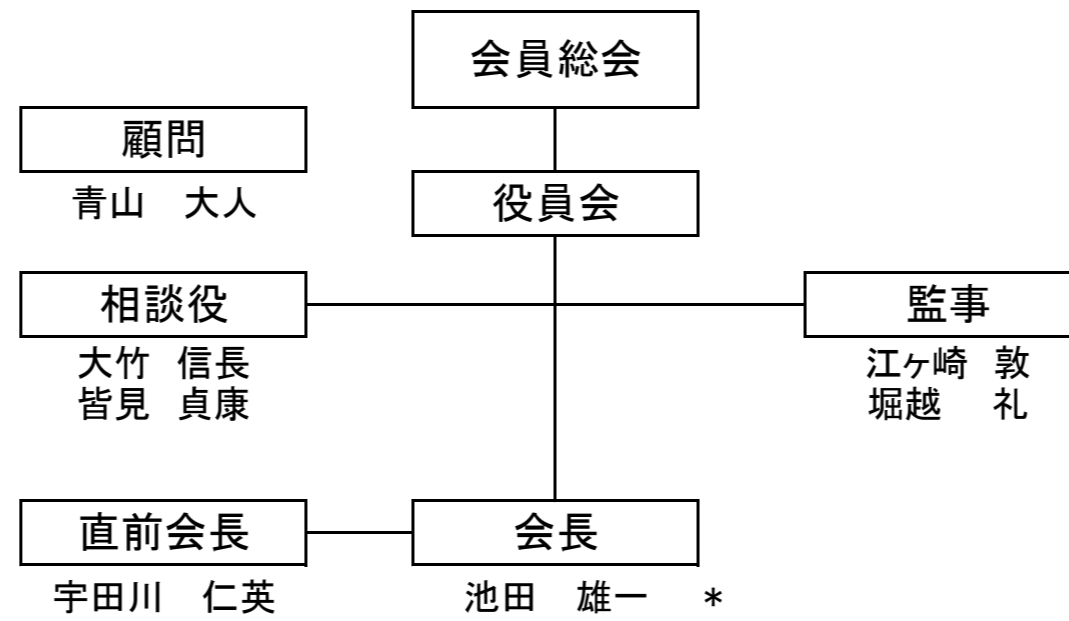 会員総会
顧問
青山 大人
役員会
相談役
大竹 信長
皆見 貞康
監事
江ヶ崎 敦
堀越 礼
直前会長
宇田川 仁英
会長
池田 雄一 *